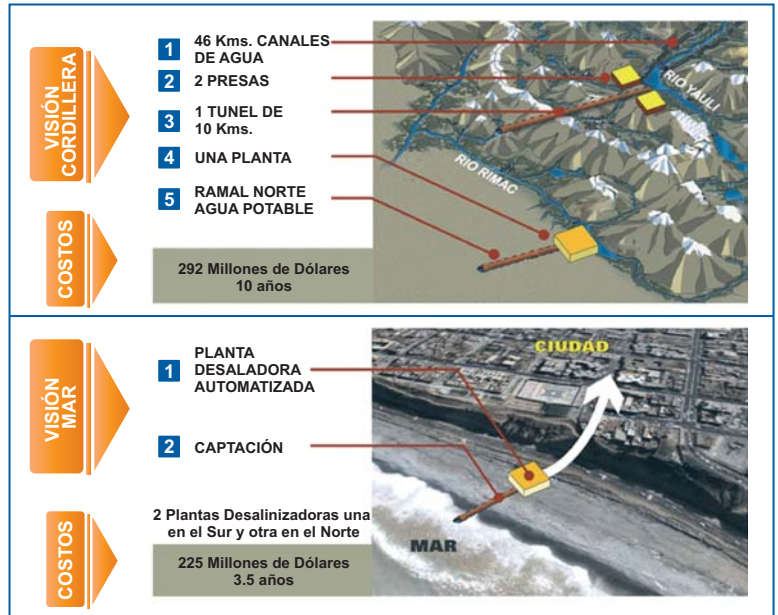 VISIÓN
CORDILLERA
1 46 Kms. CANALES
DE AGUA
2 2 PRESAS
3 1 TUNEL DE
10 Kms.
4 UNA PLANTA
5 RAMAL NORTE
AGUA POTABLE
RIO YAULI
RIO RIMAC
COSTOS
292 Millones de Dólares
10 años
VISIÓN
MAR
1 PLANTA
DESALADORA
AUTOMATIZADA
2 CAPTACIÓN
CIUDAD
MAR
COSTOS
2 Plantas Desalinizadoras una
en el Sur y otra en el Norte
225 Millones de Dólares
3.5 años